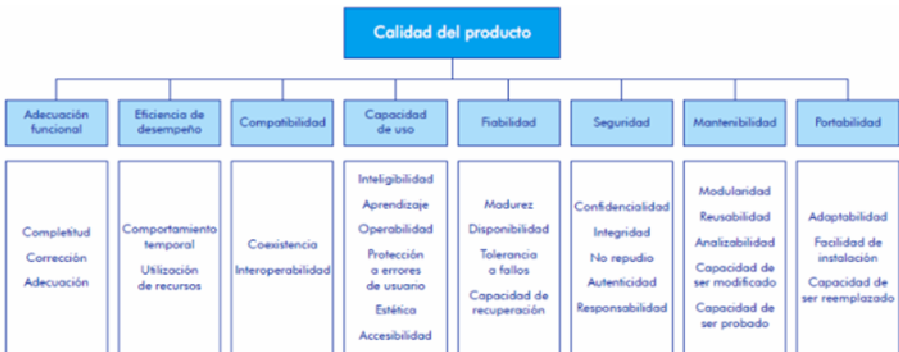 Calidad del producto
Adecuación
funcional
Eficiencia de
desempeño
Compatibilidad
Capacidad
de uso
Fiabilidad
Seguridad
Mantenibilidad
Portabilidad
Completitud
Corrección
Adecuación
Comportamiento
temporal
Utilización
de recursos
Coexistencia
Interoperabilidad
Inteligibilidad
Aprendizaje
Operabilidad
Protección
a errores
de usuario
Estética
Accesibilidad
Madurez
Disponibilidad
Tolerancia
a fallos
Capacidad de
recuperación
Confidencialidad
Integridad
No repudio
Autenticidad
Responsabilidad
Modularidad
Reusabilidad
Analizabilidad
Capacidad de
ser modificado
Capacidad de
ser probado
Adaptabilidad
Facilidad de
instalación
Capacidad de
ser reemplazado